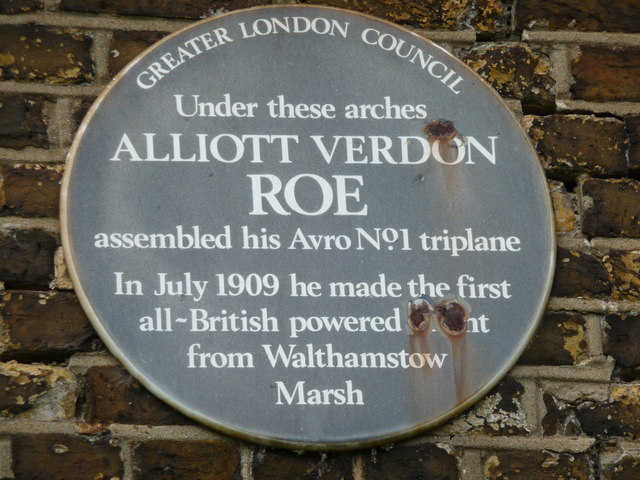 GREATER LONDON COUNCIL
Under these arches
ALLIOTT VERDON
ROE
assembled his Avro Nº1 triplane
In July 1909 he made the first
all-British powered
from Walthamstow
Marsh